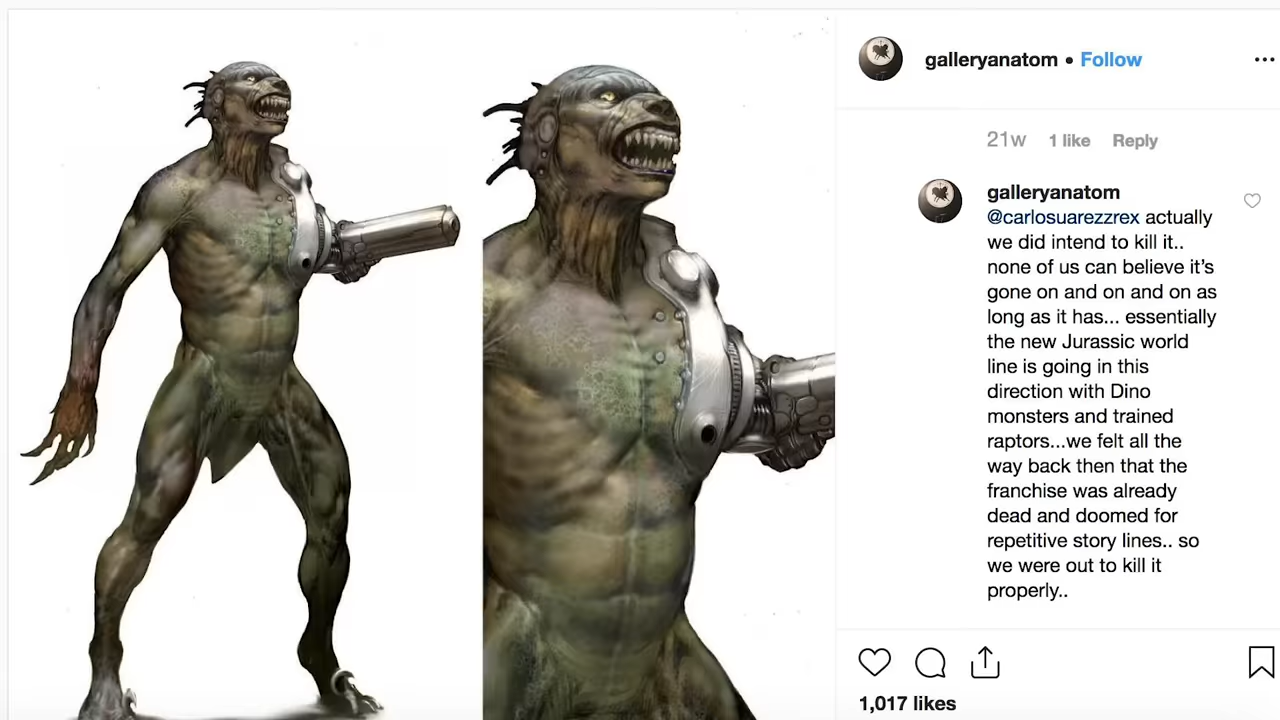 galleryanatom • Follow
21w 1 like Reply
galleryanatom
@carlosuarezzrex actually
we did intend to kill it..
none of us can believe it's
gone on and on and on as
long as it has... essentially
the new Jurassic world
line is going in this
direction with Dino
monsters and trained
raptors...we felt all the
way back then that the
franchise was already
dead and doomed for
repetitive story lines.. so
we were out to kill it
properly..
1,017 likes